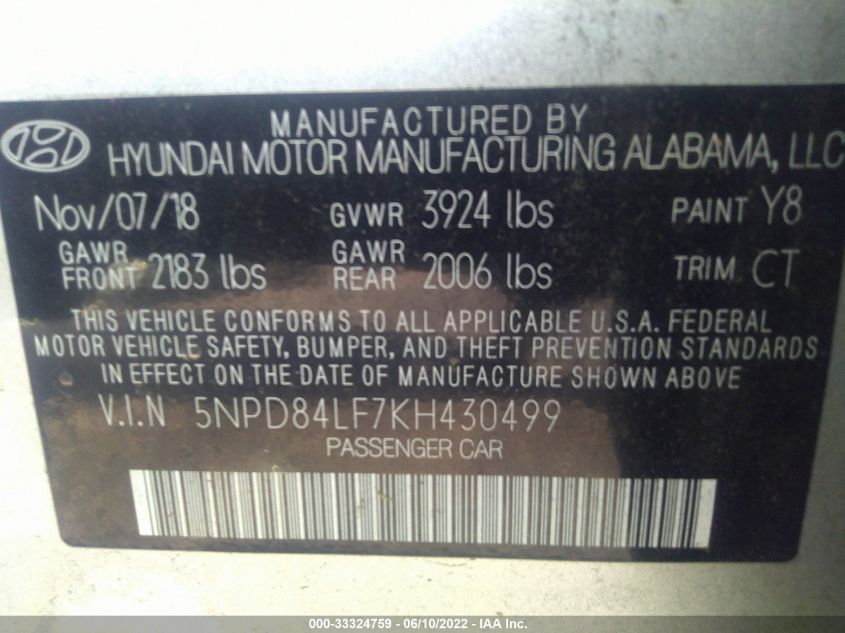 MANUFACTURED BY
HYUNDAI MOTOR MANUFACTURING ALABAMA, LLC
Nov/07/18 GVWR 3924 lbs PAINT Y8
GAWR FRONT 2183 lbs GAWR REAR 2006 lbs TRIM CT
THIS VEHICLE CONFORMS TO ALL APPLICABLE U.S.A. FEDERAL
MOTOR VEHICLE SAFETY, BUMPER, AND THEFT PREVENTION STANDARDS
IN EFFECT ON THE DATE OF MANUFACTURE SHOWN ABOVE
V.I.N 5NPD84LF7KH430499
PASSENGER CAR
000-33324759 - 06/10/2022 - IAA Inc.